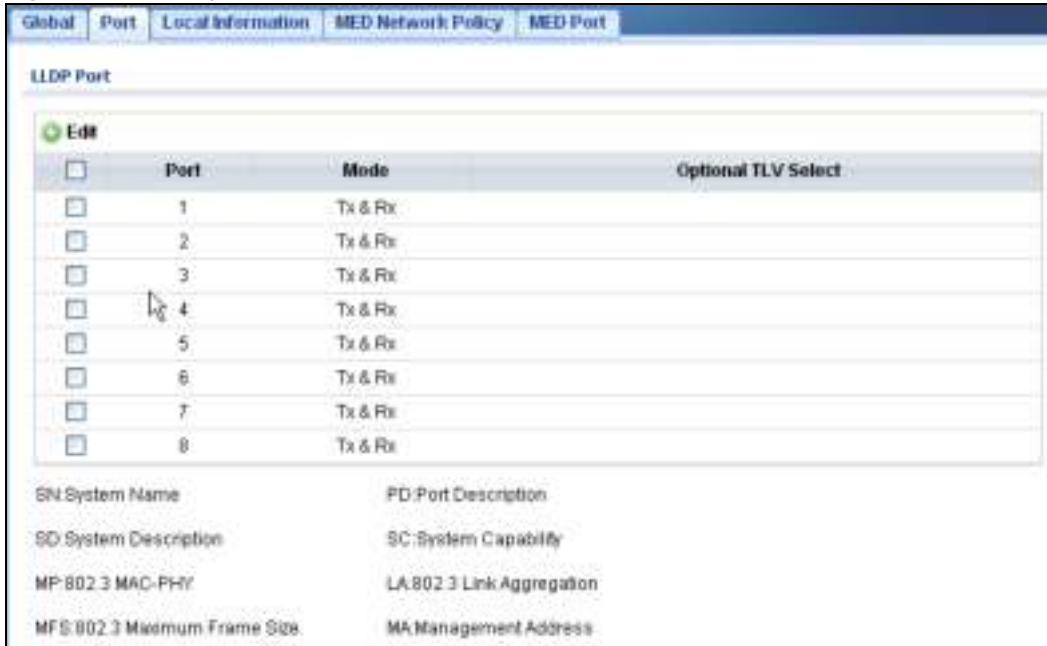 Global Port Local Information MED Network Policy MED Port
LLDP Port
Edit
Port Mode Optional TLV Select
1 Tx & Rx
2 Tx & Rx
3 Tx & Rx
4 Tx & Rx
5 Tx & Rx
6 Tx & Rx
7 Tx & Rx
8 Tx & Rx
SN:System Name PD:Port Description
SD:System Description SC:System Capability
MP:802.3 MAC-PHY LA:802.3 Link Aggregation
MFS:802.3 Maximum Frame Size MA:Management Address